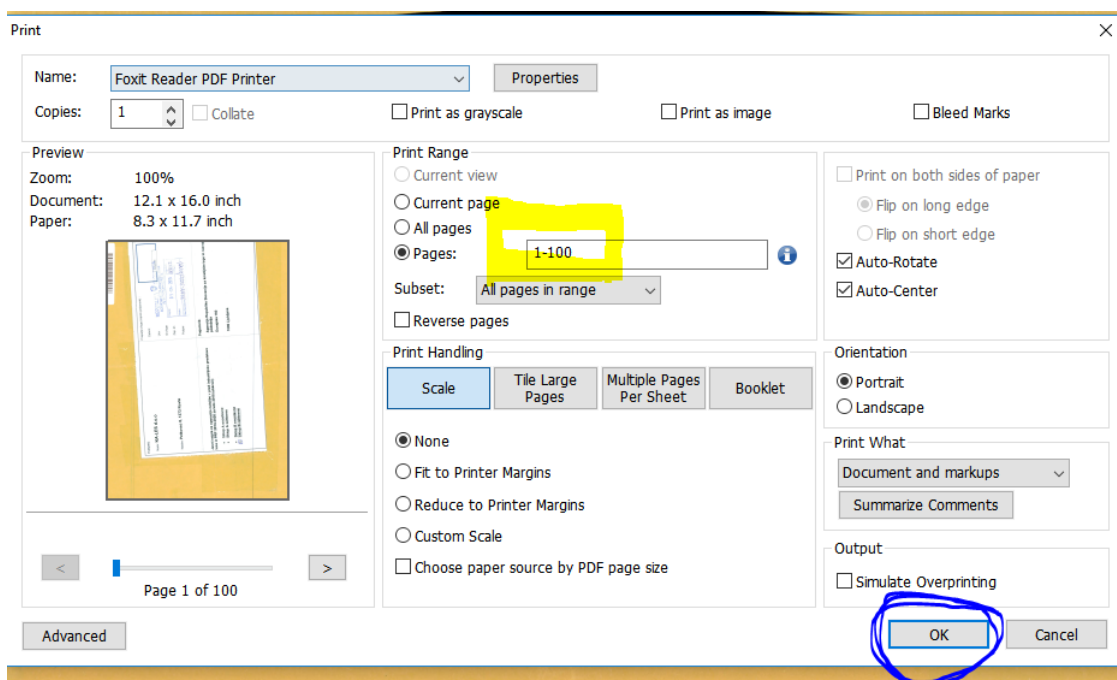 Print
Name: Foxit Reader PDF Printer Properties
Copies: 1 Collate Print as grayscale Print as image Bleed Marks
Preview
Zoom: 100%
Document: 12.1 x 16.0 inch
Paper: 8.3 x 11.7 inch
< >
Page 1 of 100
Print Range
Current view
Current page
All pages
Pages: 1-100
Subset: All pages in range
Reverse pages
Print Handling
Scale Tile Large Pages Multiple Pages Per Sheet Booklet
None
Fit to Printer Margins
Reduce to Printer Margins
Custom Scale
Choose paper source by PDF page size
Print on both sides of paper
Flip on long edge
Flip on short edge
Auto-Rotate
Auto-Center
Orientation
Portrait
Landscape
Print What
Document and markups
Summarize Comments
Output
Simulate Overprinting
Advanced OK Cancel